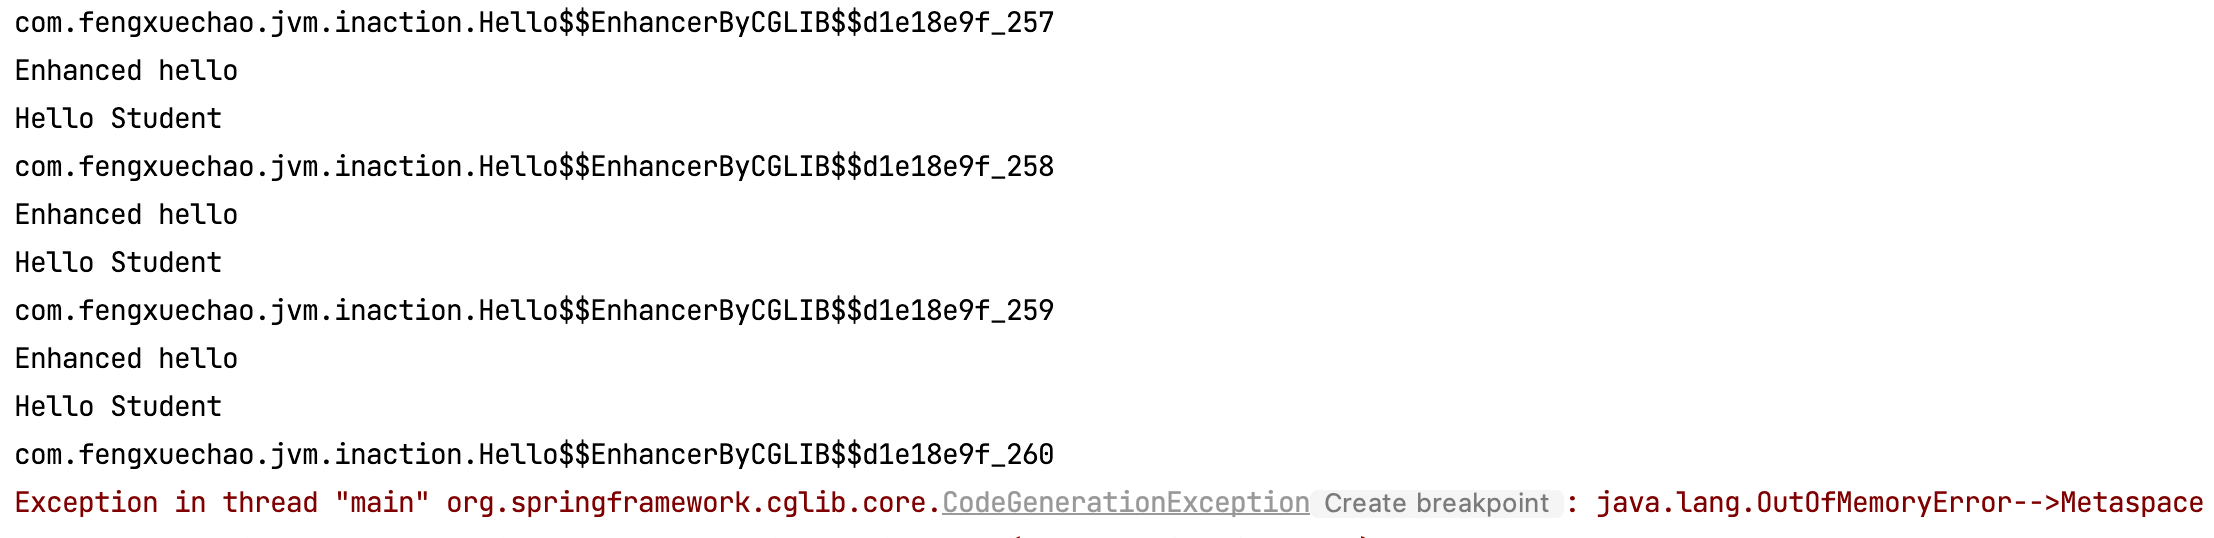 com.fengxuechao.jvm.inaction.Hello$$EnhancerByCGLIB$$d1e18e9f_257
Enhanced hello
Hello Student
com.fengxuechao.jvm.inaction.Hello$$EnhancerByCGLIB$$d1e18e9f_258
Enhanced hello
Hello Student
com.fengxuechao.jvm.inaction.Hello$$EnhancerByCGLIB$$d1e18e9f_259
Enhanced hello
Hello Student
com.fengxuechao.jvm.inaction.Hello$$EnhancerByCGLIB$$d1e18e9f_260
Exception in thread "main" org.springframework.cglib.core.CodeGenerationException Create breakpoint : java.lang.OutOfMemoryError-->Metaspace